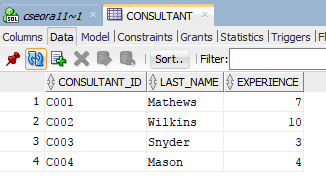 cseora11~1 CONSULTANT
Columns Data Model Constraints Grants Statistics Triggers
SQL Sort.. Filter:
CONSULTANT_ID LAST_NAME EXPERIENCE
1 C001 Mathews 7
2 C002 Wilkins 10
3 C003 Snyder 3
4 C004 Mason 4